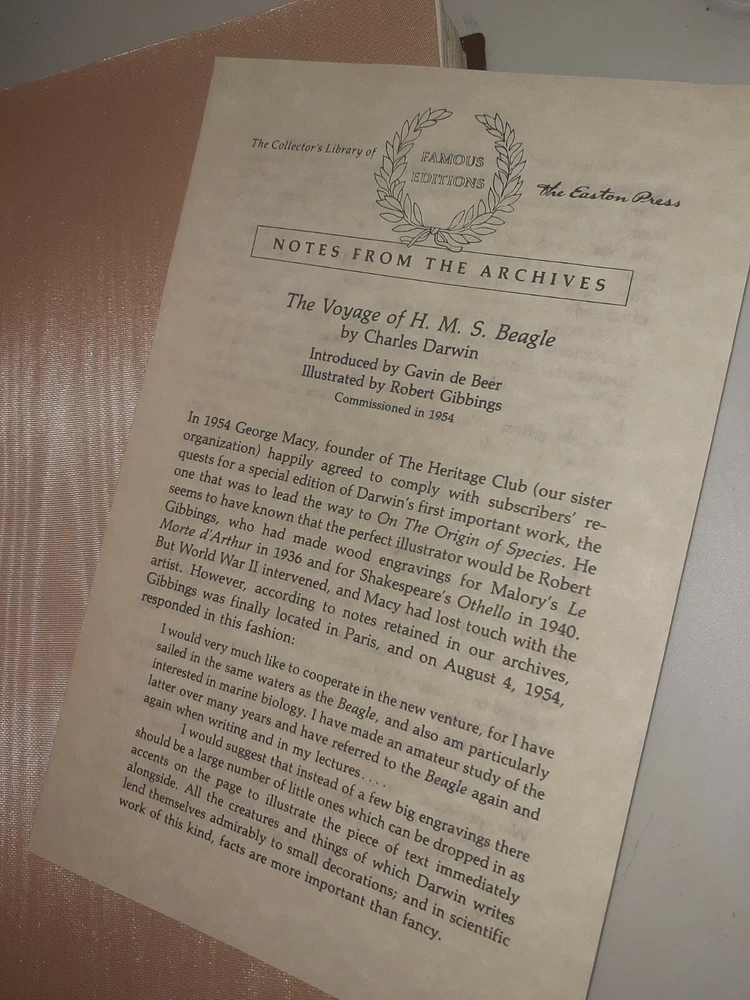 The Collector's Library of
FAMOUS
EDITIONS
The Easton Press
NOTES FROM THE ARCHIVES
The Voyage of H. M. S. Beagle
by Charles Darwin
Introduced by Gavin de Beer
Illustrated by Robert Gibbings
Commissioned in 1954
In 1954 George Macy, founder of The Heritage Club (our sister
organization) happily agreed to comply with subscribers' re-
quests for a special edition of Darwin's first important work, the
one that was to lead the way to On The Origin of Species. He
seems to have known that the perfect illustrator would be Robert
Gibbings, who had made wood engravings for Malory's Le
Morte d'Arthur in 1936 and for Shakespeare's Othello in 1940.
But World War II intervened, and Macy had lost touch with the
artist. However, according to notes retained in our archives,
Gibbings was finally located in Paris, and on August 4, 1954,
responded in this fashion:
I would very much like to cooperate in the new venture, for I have
sailed in the same waters as the Beagle, and also am particularly
interested in marine biology. I have made an amateur study of the
latter over many years and have referred to the Beagle again and
again when writing and in my lectures. . . .
I would suggest that instead of a few big engravings there
should be a large number of little ones which can be dropped in as
accents on the page to illustrate the piece of text immediately
alongside. All the creatures and things of which Darwin writes
lend themselves admirably to small decorations; and in scientific
work of this kind, facts are more important than fancy.